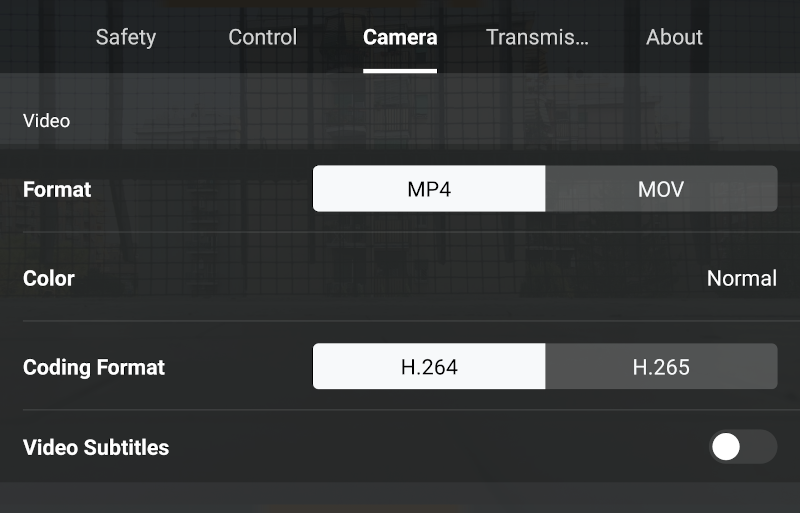 Safety Control Camera Transmis... About
Video
Format MP4 MOV
Color Normal
Coding Format H.264 H.265
Video Subtitles